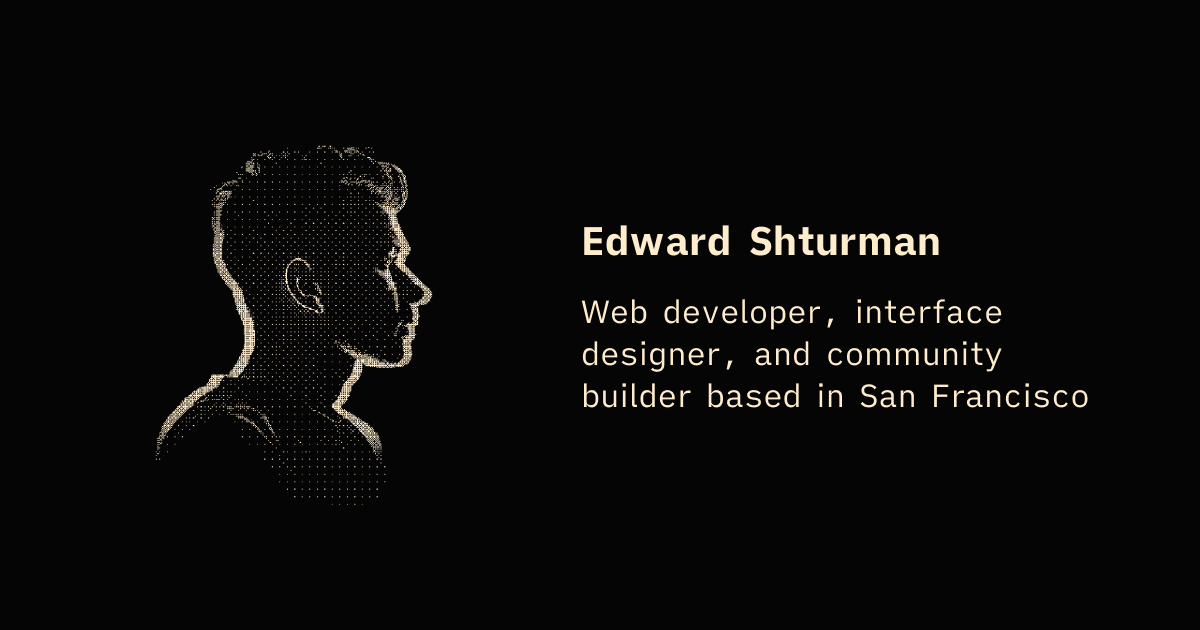 Edward Shturman
Web developer, interface
designer, and community
builder based in San Francisco